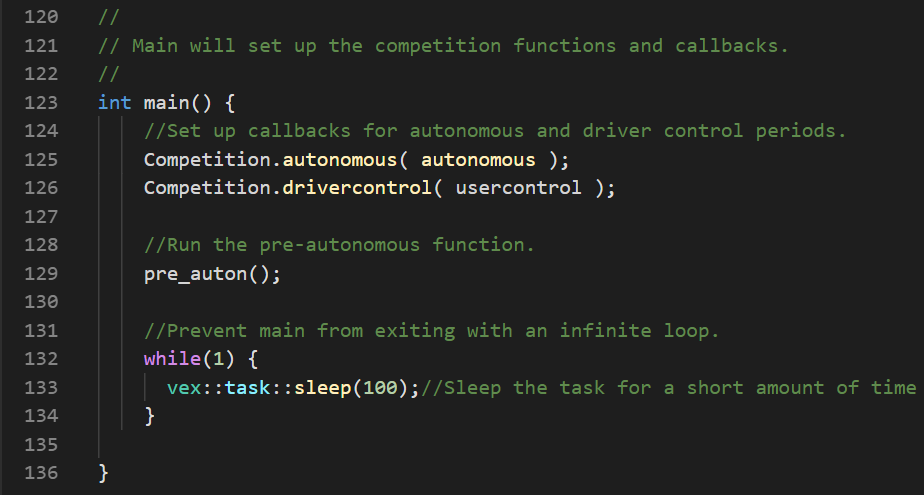 120 //
121 // Main will set up the competition functions and callbacks.
122 //
123 int main() {
124 //Set up callbacks for autonomous and driver control periods.
125 Competition.autonomous( autonomous );
126 Competition.drivercontrol( usercontrol );
127
128 //Run the pre-autonomous function.
129 pre_auton();
130
131 //Prevent main from exiting with an infinite loop.
132 while(1) {
133 vex::task::sleep(100);//Sleep the task for a short amount of time
134 }
135
136 }